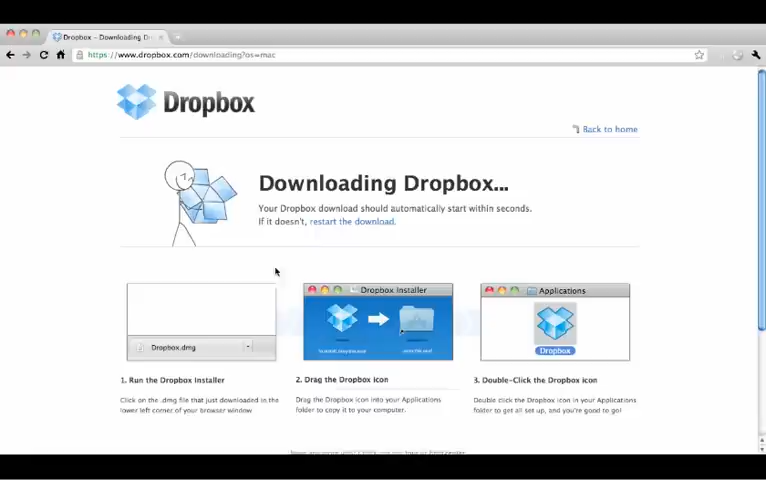 Dropbox - Downloading Dr
https://www.dropbox.com/downloading?os=mac
Dropbox
Back to home
Downloading Dropbox...
Your Dropbox download should automatically start within seconds.
If it doesn't, restart the download.
Dropbox.dmg
Dropbox Installer
Applications
Dropbox
1. Run the Dropbox Installer
Click on the .dmg file that just downloaded in the
lower left corner of your browser window
2. Drag the Dropbox icon
Drag the Dropbox icon into your Applications
folder to copy it to your computer.
3. Double-Click the Dropbox icon
Double click the Dropbox icon in your Applications
folder to get all set up, and you're good to go!